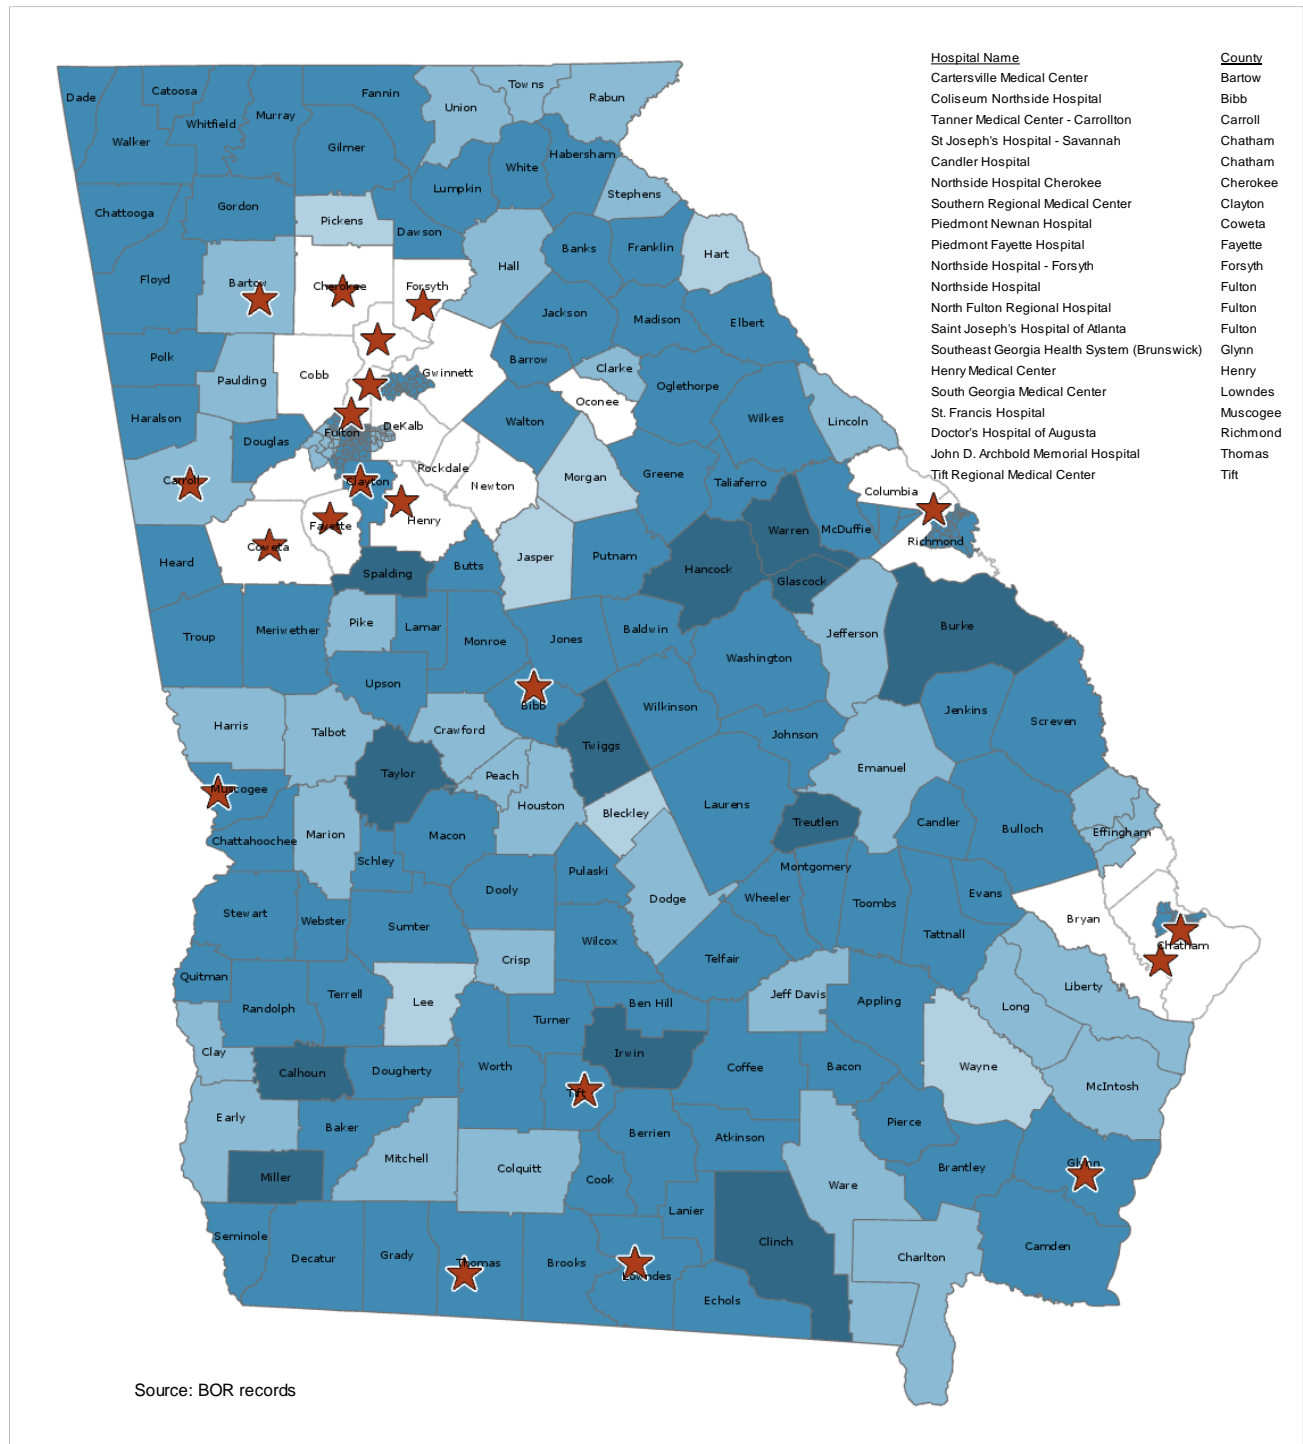 Hospital Name County
Cartersville Medical Center Bartow
Coliseum Northside Hospital Bibb
Tanner Medical Center - Carrollton Carroll
St Joseph's Hospital - Savannah Chatham
Candler Hospital Chatham
Northside Hospital Cherokee Cherokee
Southern Regional Medical Center Clayton
Piedmont Newnan Hospital Coweta
Piedmont Fayette Hospital Fayette
Northside Hospital - Forsyth Forsyth
Northside Hospital Fulton
North Fulton Regional Hospital Fulton
Saint Joseph's Hospital of Atlanta Fulton
Southeast Georgia Health System (Brunswick) Glynn
Henry Medical Center Henry
South Georgia Medical Center Lowndes
St. Francis Hospital Muscogee
Doctor's Hospital of Augusta Richmond
John D. Archbold Memorial Hospital Thomas
Tift Regional Medical Center Tift
Dade
Catoosa
Fannin
Union
Towns
Rabun
Walker
Whitfield
Murray
Gilmer
White
Habersham
Lumpkin
Stephens
Chattooga
Gordon
Pickens
Dawson
Banks
Franklin
Hart
Hall
Floyd
Bartow
Cherokee
Forsyth
Jackson
Madison
Elbert
Polk
Paulding
Cobb
Gwinnett
Barrow
Clarke
Oglethorpe
Oconee
Haralson
Douglas
Fulton
DeKalb
Walton
Wilkes
Lincoln
Carroll
Clayton
Rockdale
Newton
Morgan
Greene
Taliaferro
Columbia
Coweta
Fayette
Henry
Warren
McDuffie
Richmond
Heard
Spalding
Butts
Jasper
Putnam
Hancock
Glascock
Troup
Meriwether
Pike
Lamar
Monroe
Jones
Baldwin
Washington
Jefferson
Burke
Upson
Bibb
Wilkinson
Jenkins
Screven
Harris
Talbot
Crawford
Twiggs
Johnson
Emanuel
Muscogee
Taylor
Peach
Houston
Bleckley
Laurens
Treutlen
Candler
Bulloch
Effingham
Chattahoochee
Marion
Schley
Macon
Pulaski
Montgomery
Stewart
Webster
Sumter
Dooly
Dodge
Wheeler
Toombs
Evans
Tattnall
Bryan
Chatham
Quitman
Randolph
Terrell
Lee
Crisp
Wilcox
Telfair
Jeff Davis
Appling
Long
Liberty
Clay
Calhoun
Dougherty
Worth
Turner
Ben Hill
Irwin
Coffee
Bacon
Wayne
McIntosh
Early
Baker
Mitchell
Tift
Colquitt
Berrien
Atkinson
Pierce
Miller
Cook
Ware
Brantley
Glynn
Seminole
Decatur
Grady
Thomas
Brooks
Lowndes
Lanier
Clinch
Echols
Charlton
Camden
Source: BOR records